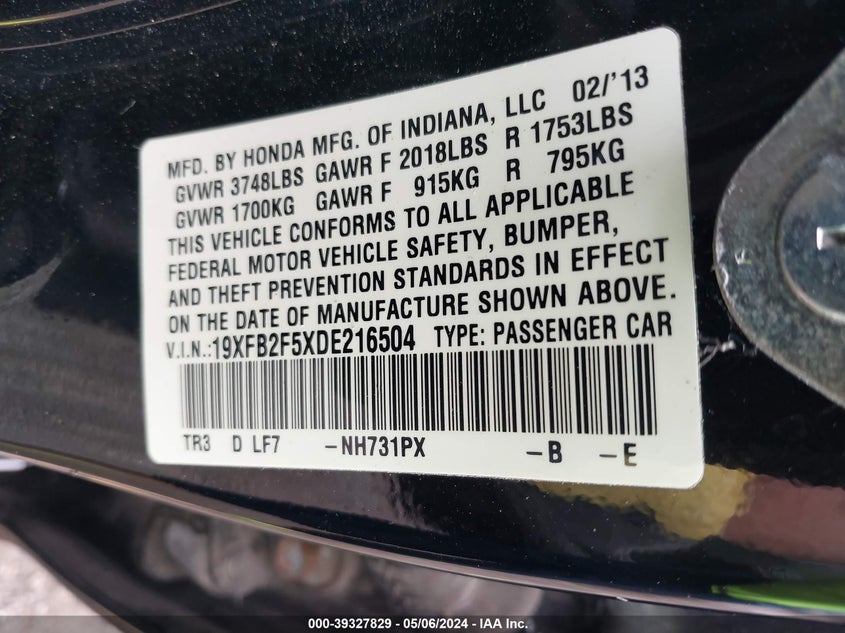 MFD. BY HONDA MFG. OF INDIANA, LLC 02/'13
GVWR 3748LBS GAWR F 2018LBS R 1753LBS
GVWR 1700KG GAWR F 915KG R 795KG
THIS VEHICLE CONFORMS TO ALL APPLICABLE
FEDERAL MOTOR VEHICLE SAFETY, BUMPER,
AND THEFT PREVENTION STANDARDS IN EFFECT
ON THE DATE OF MANUFACTURE SHOWN ABOVE.
V.I.N.:19XFB2F5XDE216504 TYPE: PASSENGER CAR
TR3 D LF7 -NH731PX -B -E
000-39327829 - 05/06/2024 - IAA Inc.